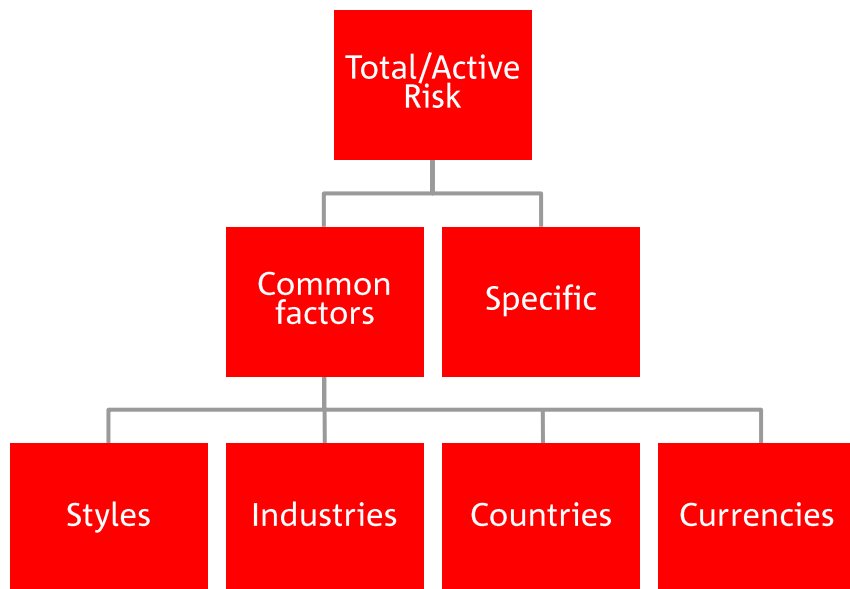 Total/Active
Risk
Common
factors
Specific
Styles
Industries
Countries
Currencies